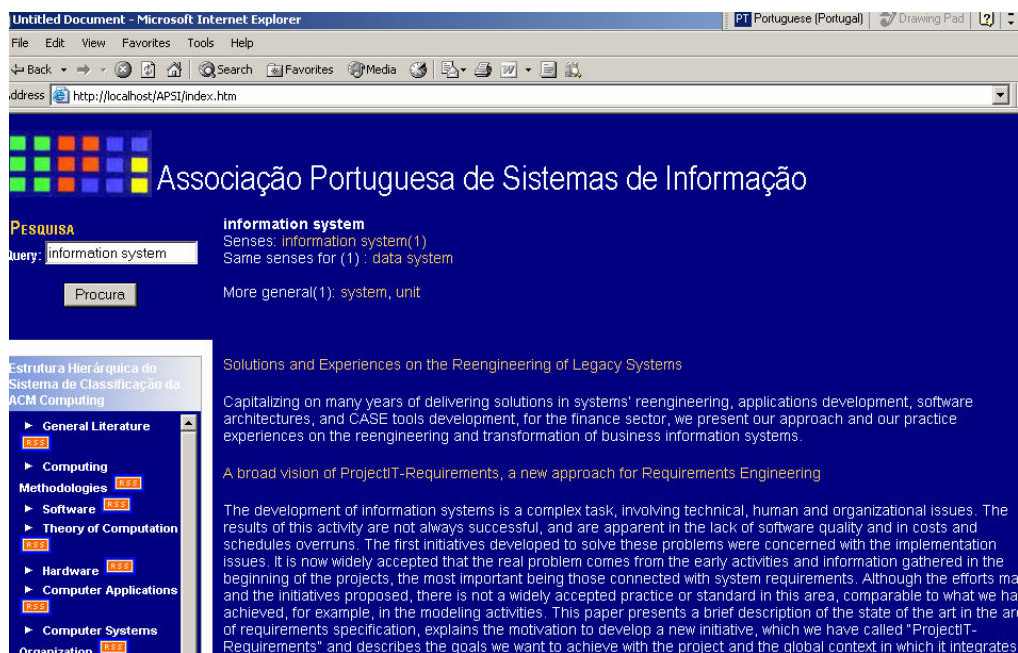 Untitled Document - Microsoft Internet Explorer
PT Portuguese (Portugal) Drawing Pad
File Edit View Favorites Tools Help
Back Search Favorites Media
Address http://localhost/APSI/index.htm
Associação Portuguesa de Sistemas de Informação
PESQUISA
Query: information system
Procura
information system
Senses: information system(1)
Same senses for (1) : data system
More general(1): system, unit
Estrutura Hierárquica do
Sistema de Classificação da
ACM Computing
General Literature
RSS
Computing
Methodologies RSS
Software RSS
Theory of Computation
RSS
Hardware RSS
Computer Applications
RSS
Computer Systems
Organization RSS
Solutions and Experiences on the Reengineering of Legacy Systems
Capitalizing on many years of delivering solutions in systems' reengineering, applications development, software
architectures, and CASE tools development, for the finance sector, we present our approach and our practice
experiences on the reengineering and transformation of business information systems.
A broad vision of ProjectIT-Requirements, a new approach for Requirements Engineering
The development of information systems is a complex task, involving technical, human and organizational issues. The
results of this activity are not always successful, and are apparent in the lack of software quality and in costs and
schedules overruns. The first initiatives developed to solve these problems were concerned with the implementation
issues. It is now widely accepted that the real problem comes from the early activities and information gathered in the
beginning of the projects, the most important being those connected with system requirements. Although the efforts ma
and the initiatives proposed, there is not a widely accepted practice or standard in this area, comparable to what we ha
achieved, for example, in the modeling activities. This paper presents a brief description of the state of the art in the are
of requirements specification, explains the motivation to develop a new initiative, which we have called "ProjectIT-
Requirements" and describes the goals we want to achieve with the project and the global context in which it integrates